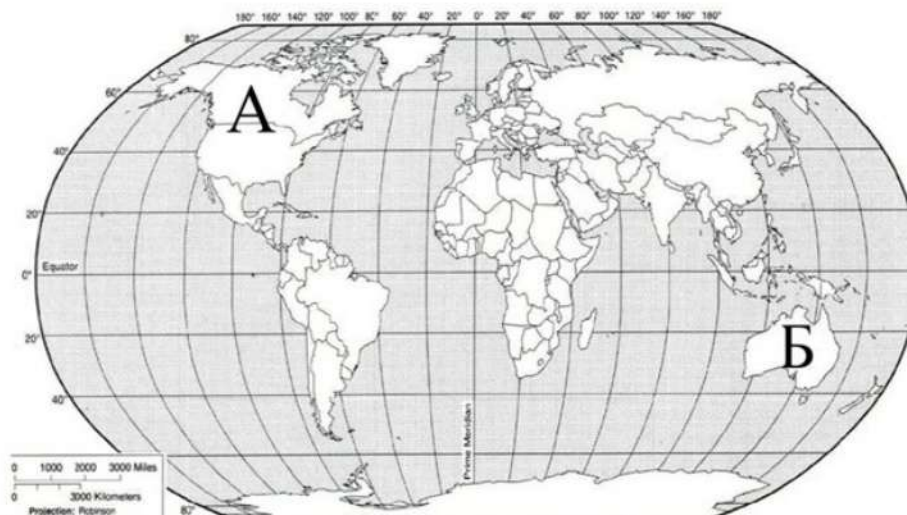 180° 160° 140° 120° 100° 80° 60° 40° 20° 0° 20° 40° 60° 80° 100° 120° 140° 160° 180°
80°
60°
А
40°
20°
Equator
0°
20°
Б
40°
Prime Meridian
0 1000 2000 3000 Miles
0 3000 Kilometers
Projection: Robinson
80°